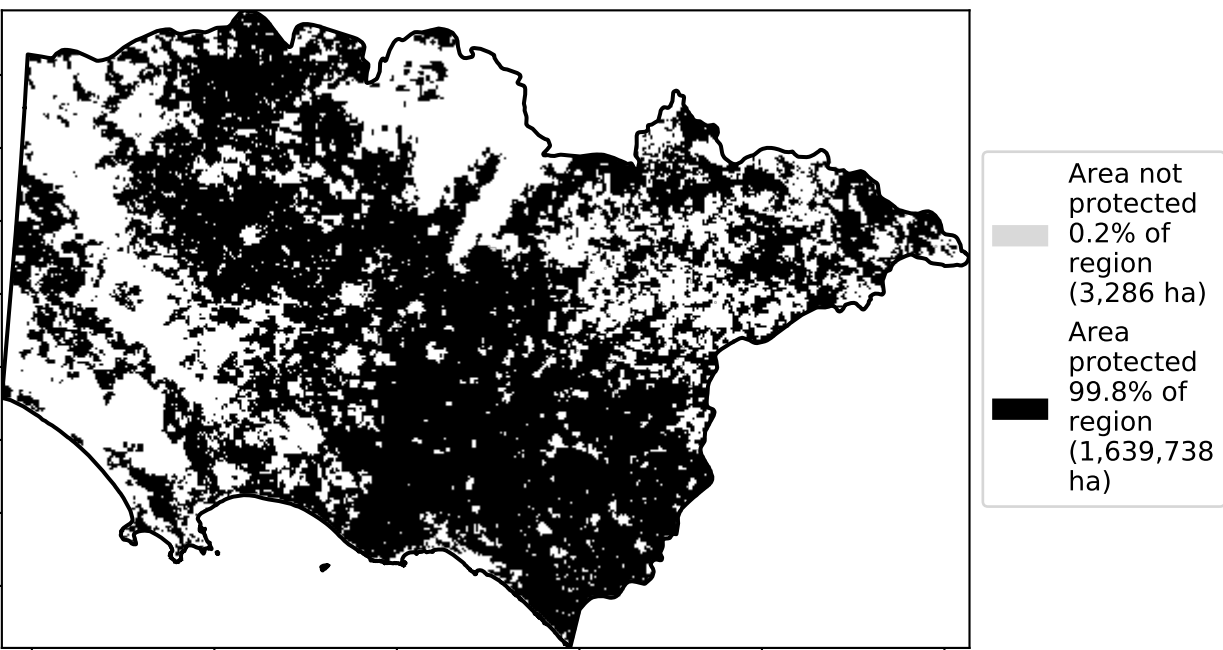 Area not
protected
0.2% of
region
(3,286 ha)
Area
protected
99.8% of
region
(1,639,738
ha)